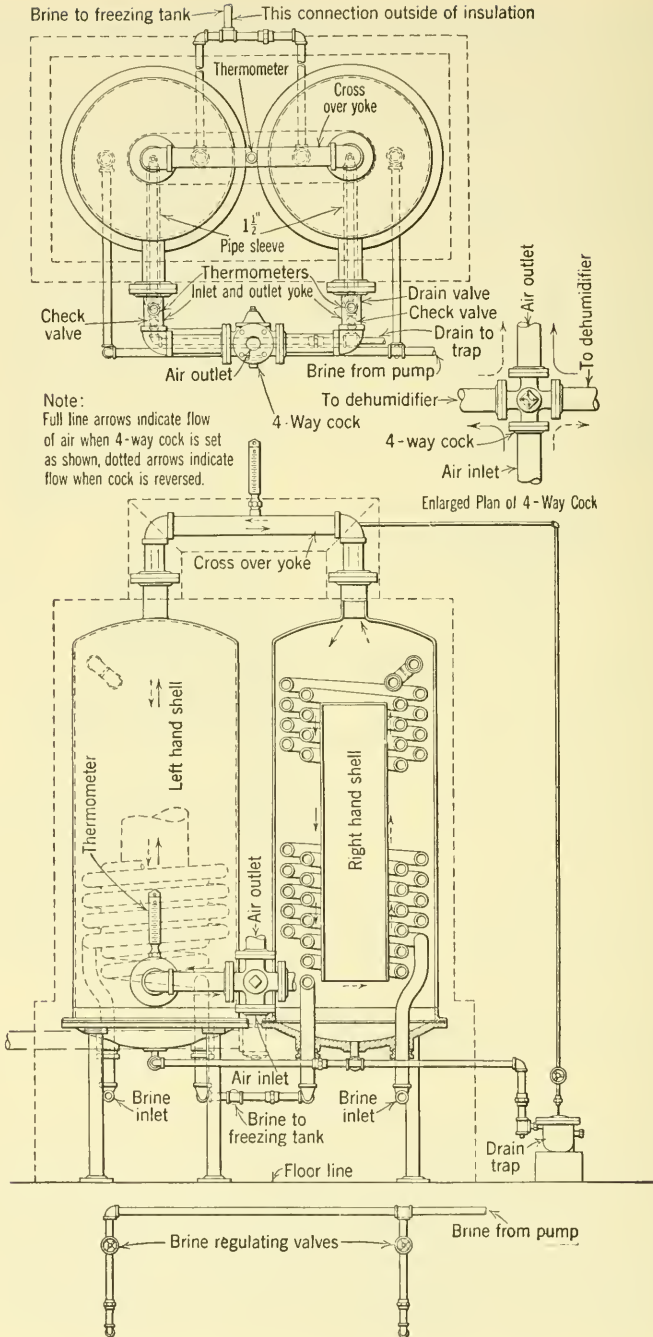 Brine to freezing tank
This connection outside of insulation
Thermometer
Cross
over yoke
1½"
Pipe sleeve
Thermometers
Inlet and outlet yoke
Drain valve
Check valve
Check
valve
Drain to
trap
Air outlet
Brine from pump
4-Way cock
Air outlet
To dehumidifier
To dehumidifier
4-way cock
Air inlet
Enlarged Plan of 4-Way Cock
Note:
Full line arrows indicate flow
of air when 4-way cock is set
as shown, dotted arrows indicate
flow when cock is reversed.
Cross over yoke
Left hand shell
Right hand shell
Thermometer
Air outlet
Air inlet
Brine
inlet
Brine to
freezing tank
Brine
inlet
Drain
trap
Floor line
Brine regulating valves
Brine from pump